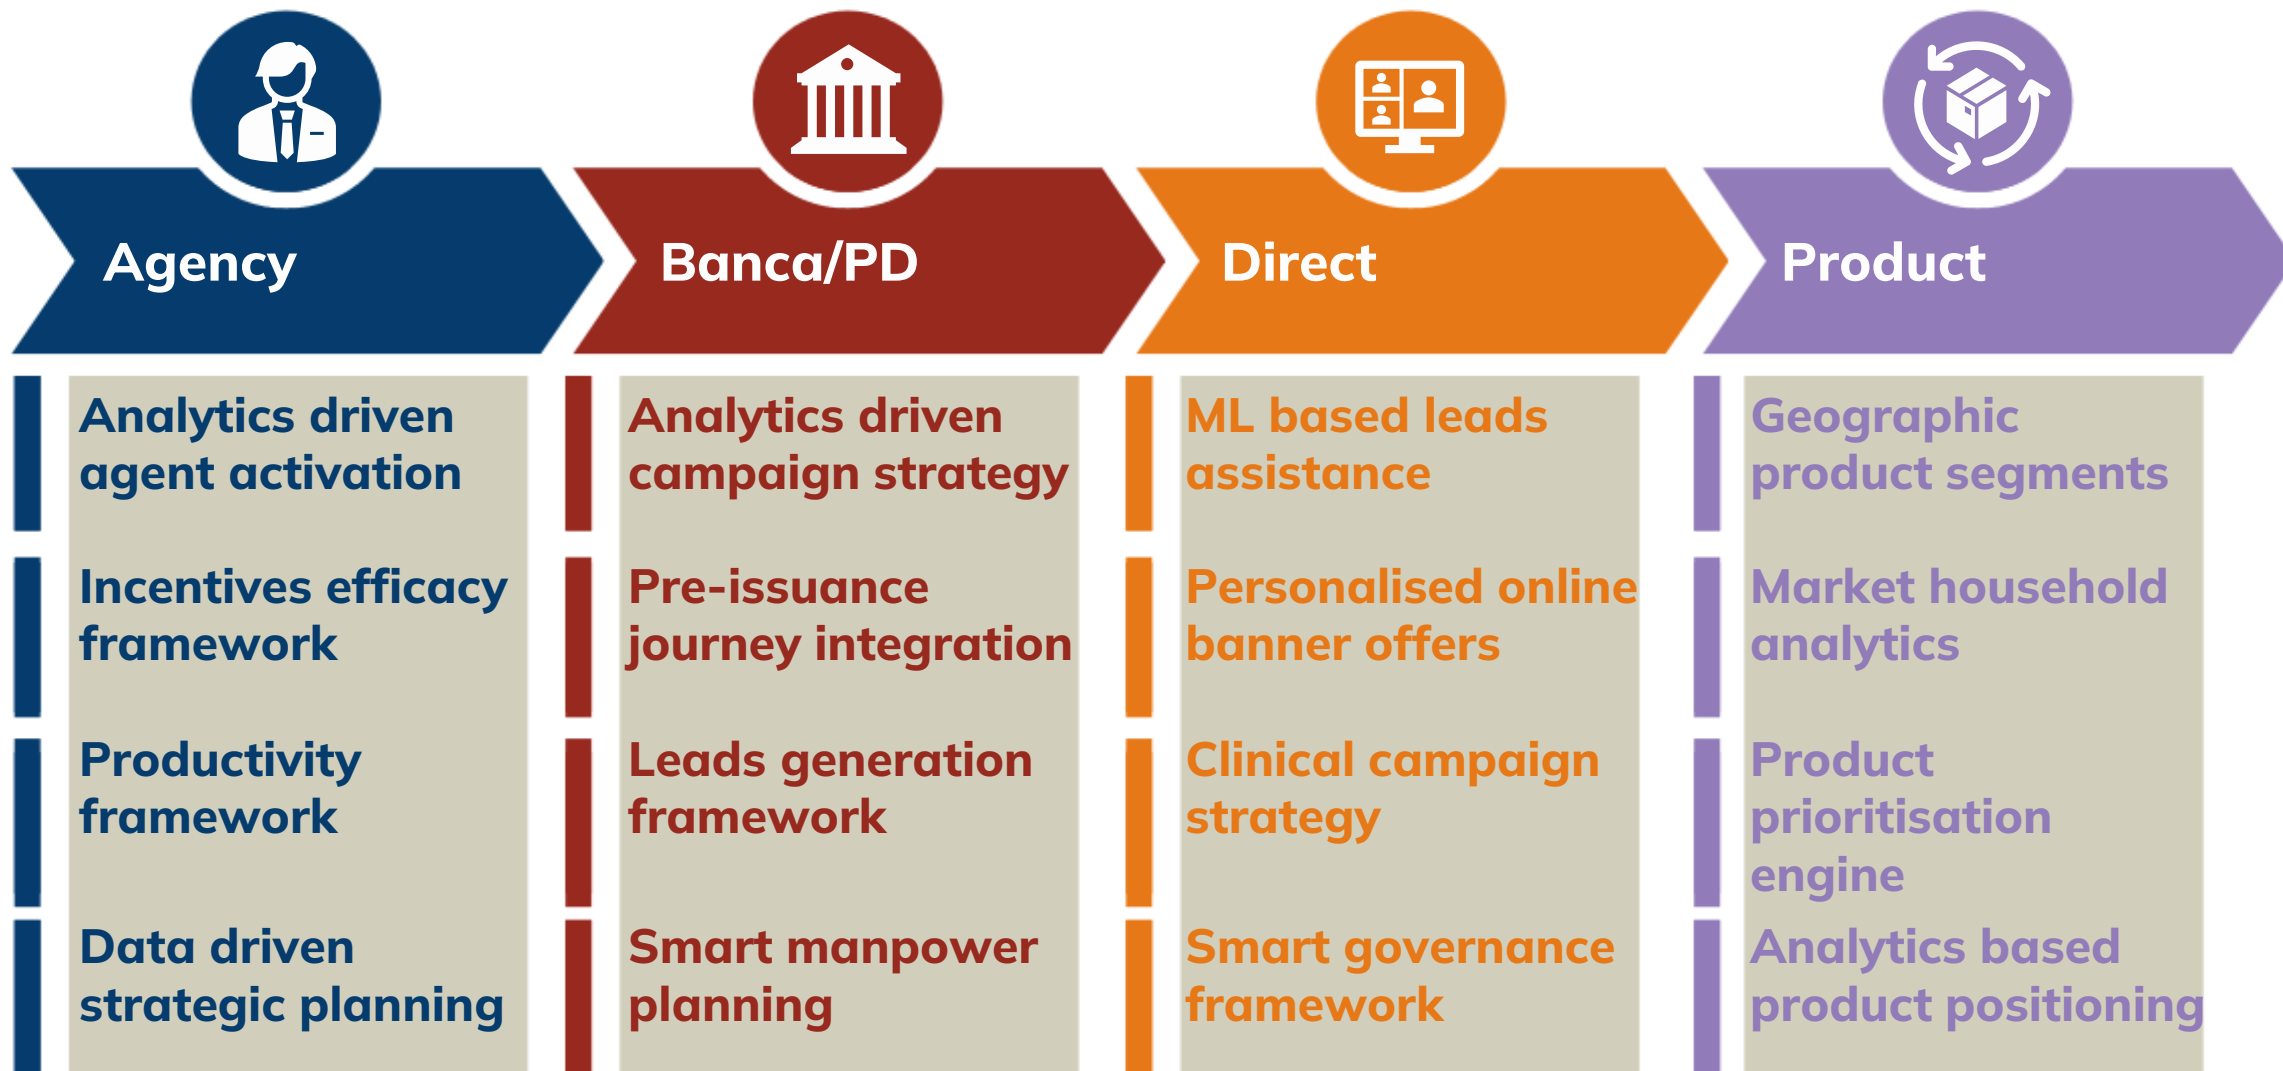 Agency
Banca/PD
Direct
Product
Analytics driven
agent activation
Incentives efficacy
framework
Productivity
framework
Data driven
strategic planning
Analytics driven
campaign strategy
Pre-issuance
journey integration
Leads generation
framework
Smart manpower
planning
ML based leads
assistance
Personalised online
banner offers
Clinical campaign
strategy
Smart governance
framework
Geographic
product segments
Market household
analytics
Product
prioritisation
engine
Analytics based
product positioning